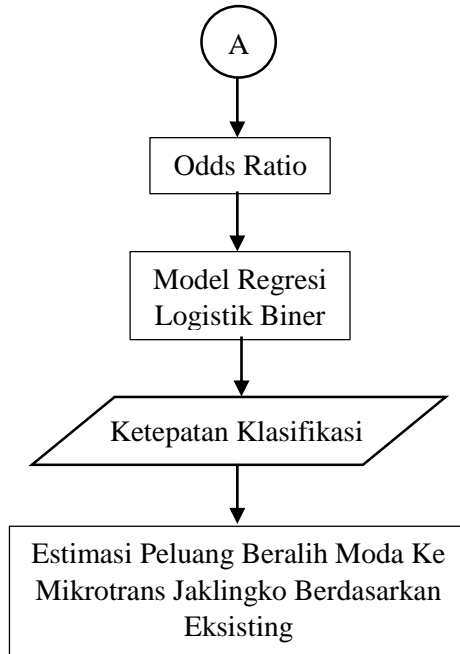 A
Odds Ratio
Model Regresi
Logistik Biner
Ketepatan Klasifikasi
Estimasi Peluang Beralih Moda Ke
Mikrotrans Jaklingko Berdasarkan
Eksisting